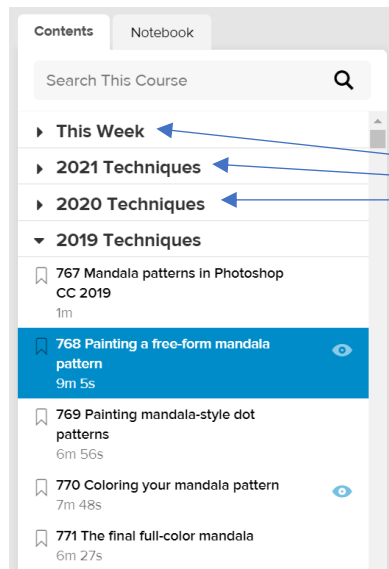 Contents Notebook
Search This Course
This Week
2021 Techniques
2020 Techniques
2019 Techniques
767 Mandala patterns in Photoshop
CC 2019
1m
768 Painting a free-form mandala
pattern
9m 5s
769 Painting mandala-style dot
patterns
6m 56s
770 Coloring your mandala pattern
7m 48s
771 The final full-color mandala
6m 27s